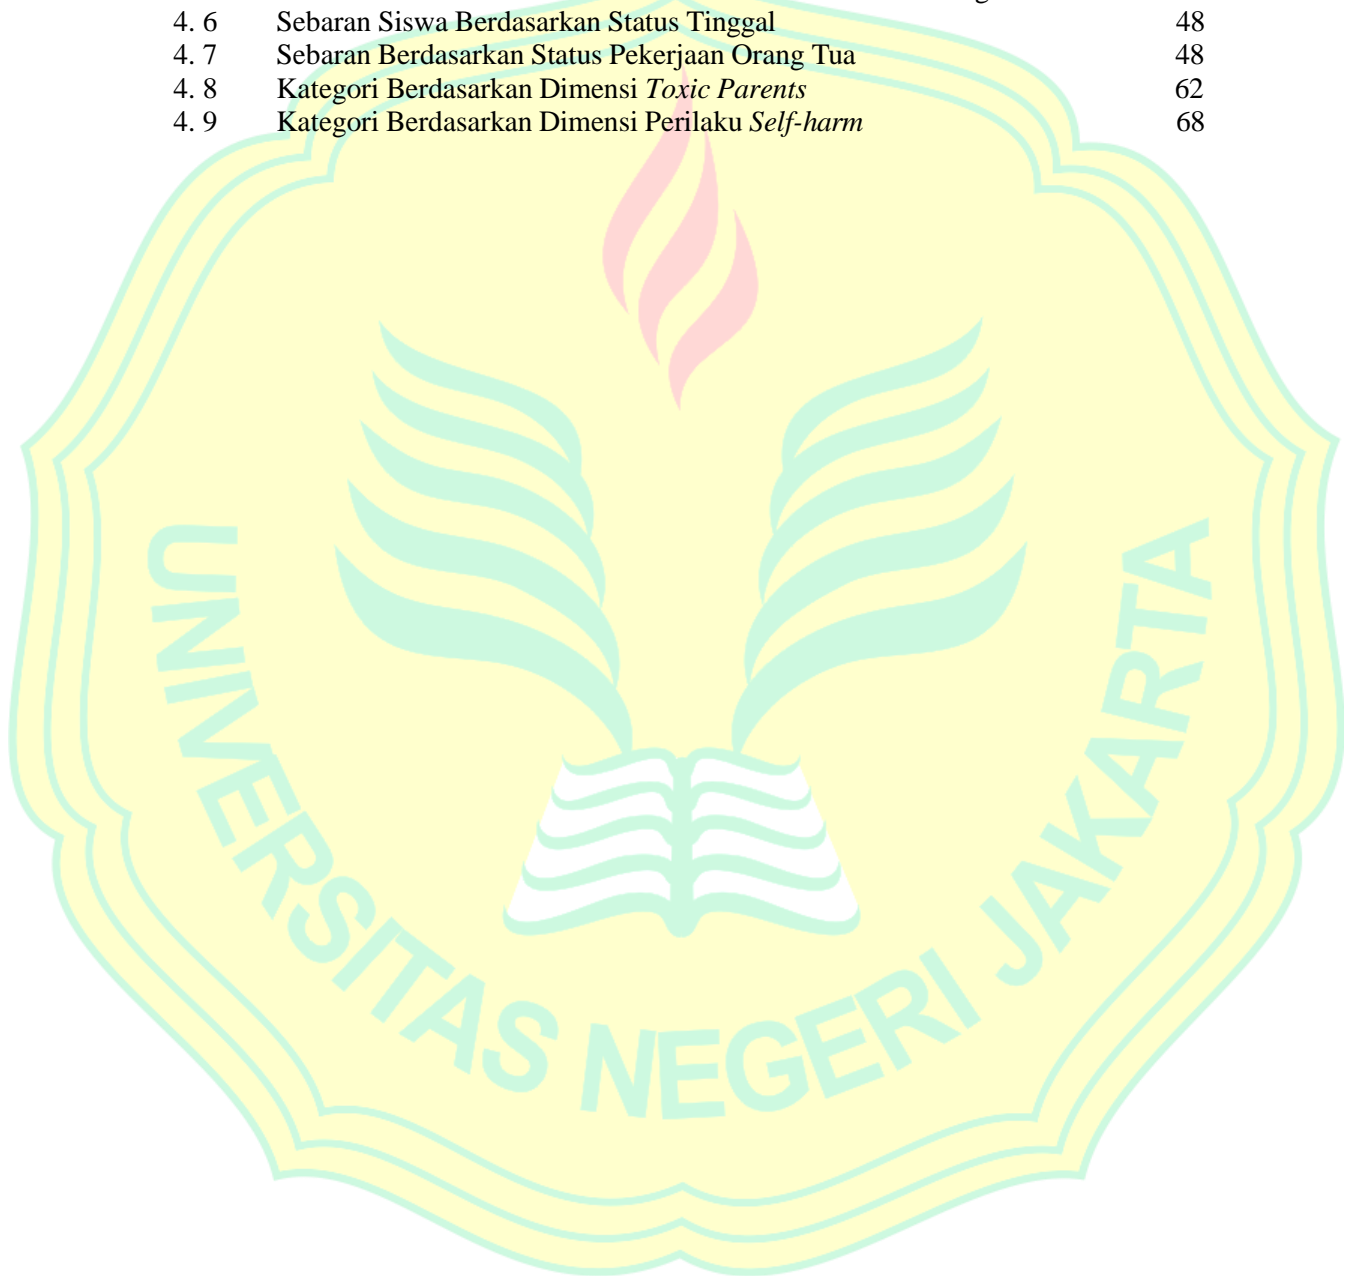 4. 6 Sebaran Siswa Berdasarkan Status Tinggal 48
4. 7 Sebaran Berdasarkan Status Pekerjaan Orang Tua 48
4. 8 Kategori Berdasarkan Dimensi Toxic Parents 62
4. 9 Kategori Berdasarkan Dimensi Perilaku Self-harm 68
UNIVERSITAS NEGERI JAKARTA